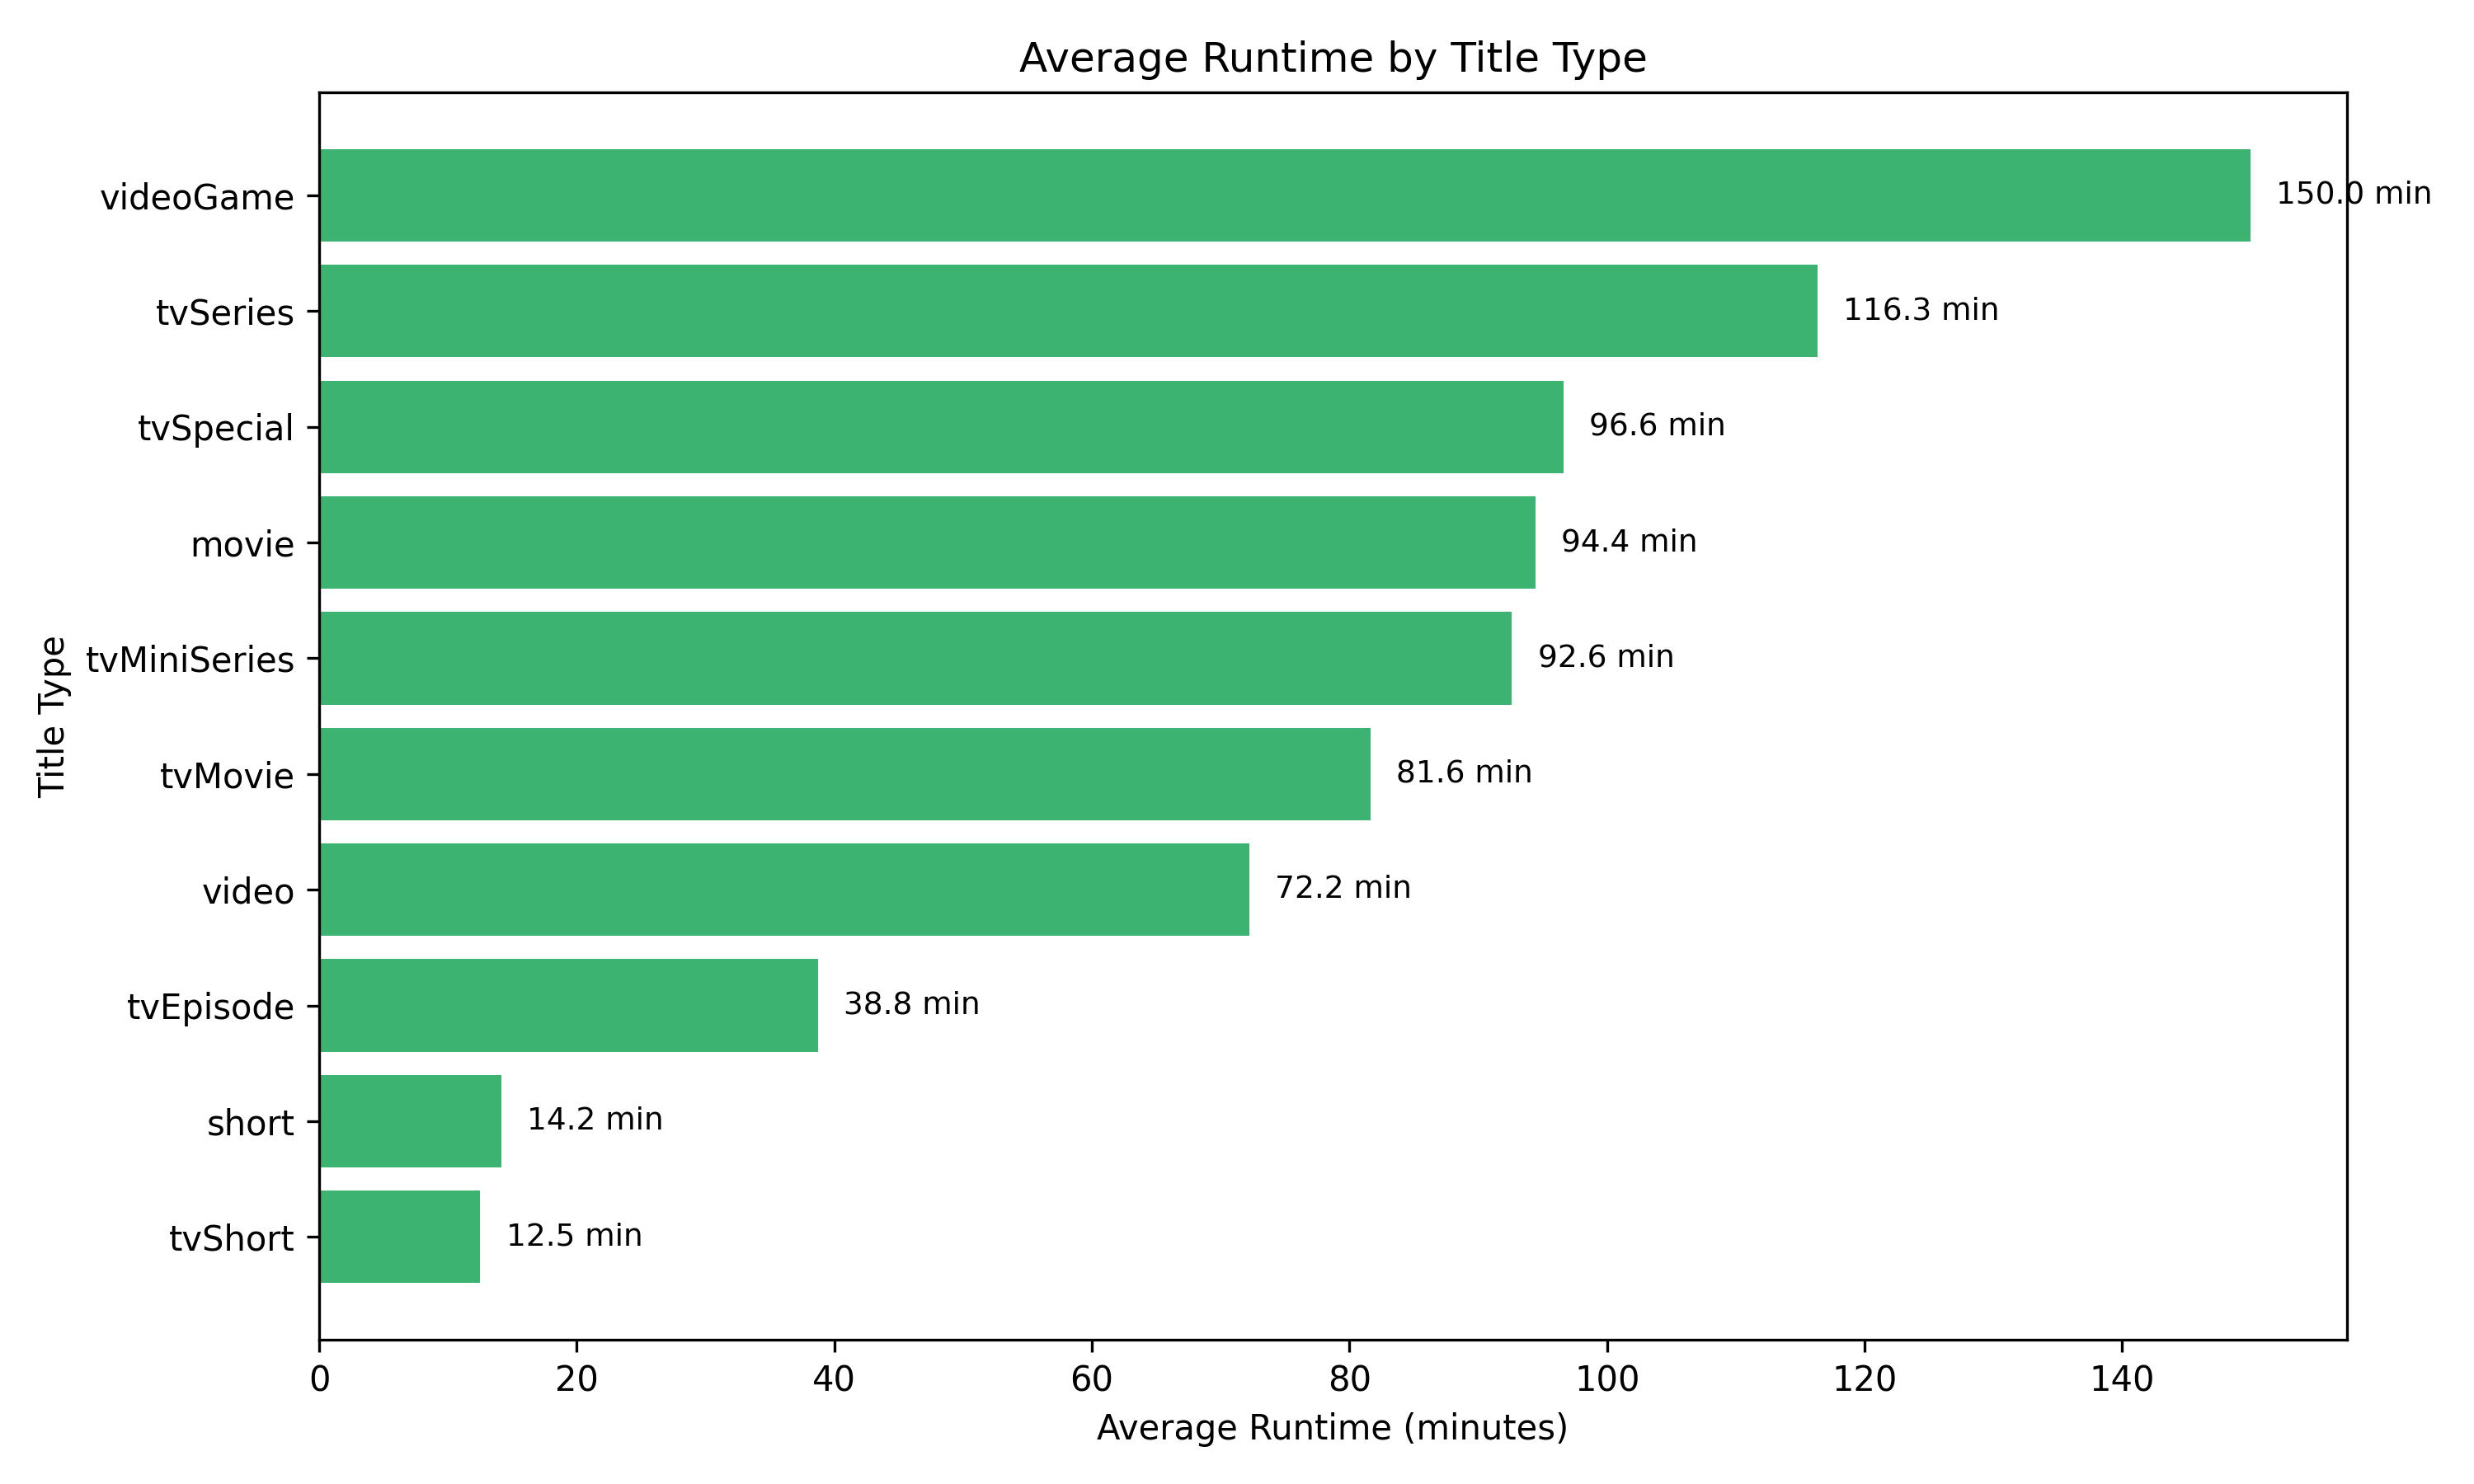 Average Runtime by Title Type
videoGame
150.0 min
tvSeries
116.3 min
tvSpecial
96.6 min
movie
94.4 min
tvMiniSeries
92.6 min
tvMovie
81.6 min
video
72.2 min
tvEpisode
38.8 min
short
14.2 min
tvShort
12.5 min
Title Type
0 20 40 60 80 100 120 140
Average Runtime (minutes)